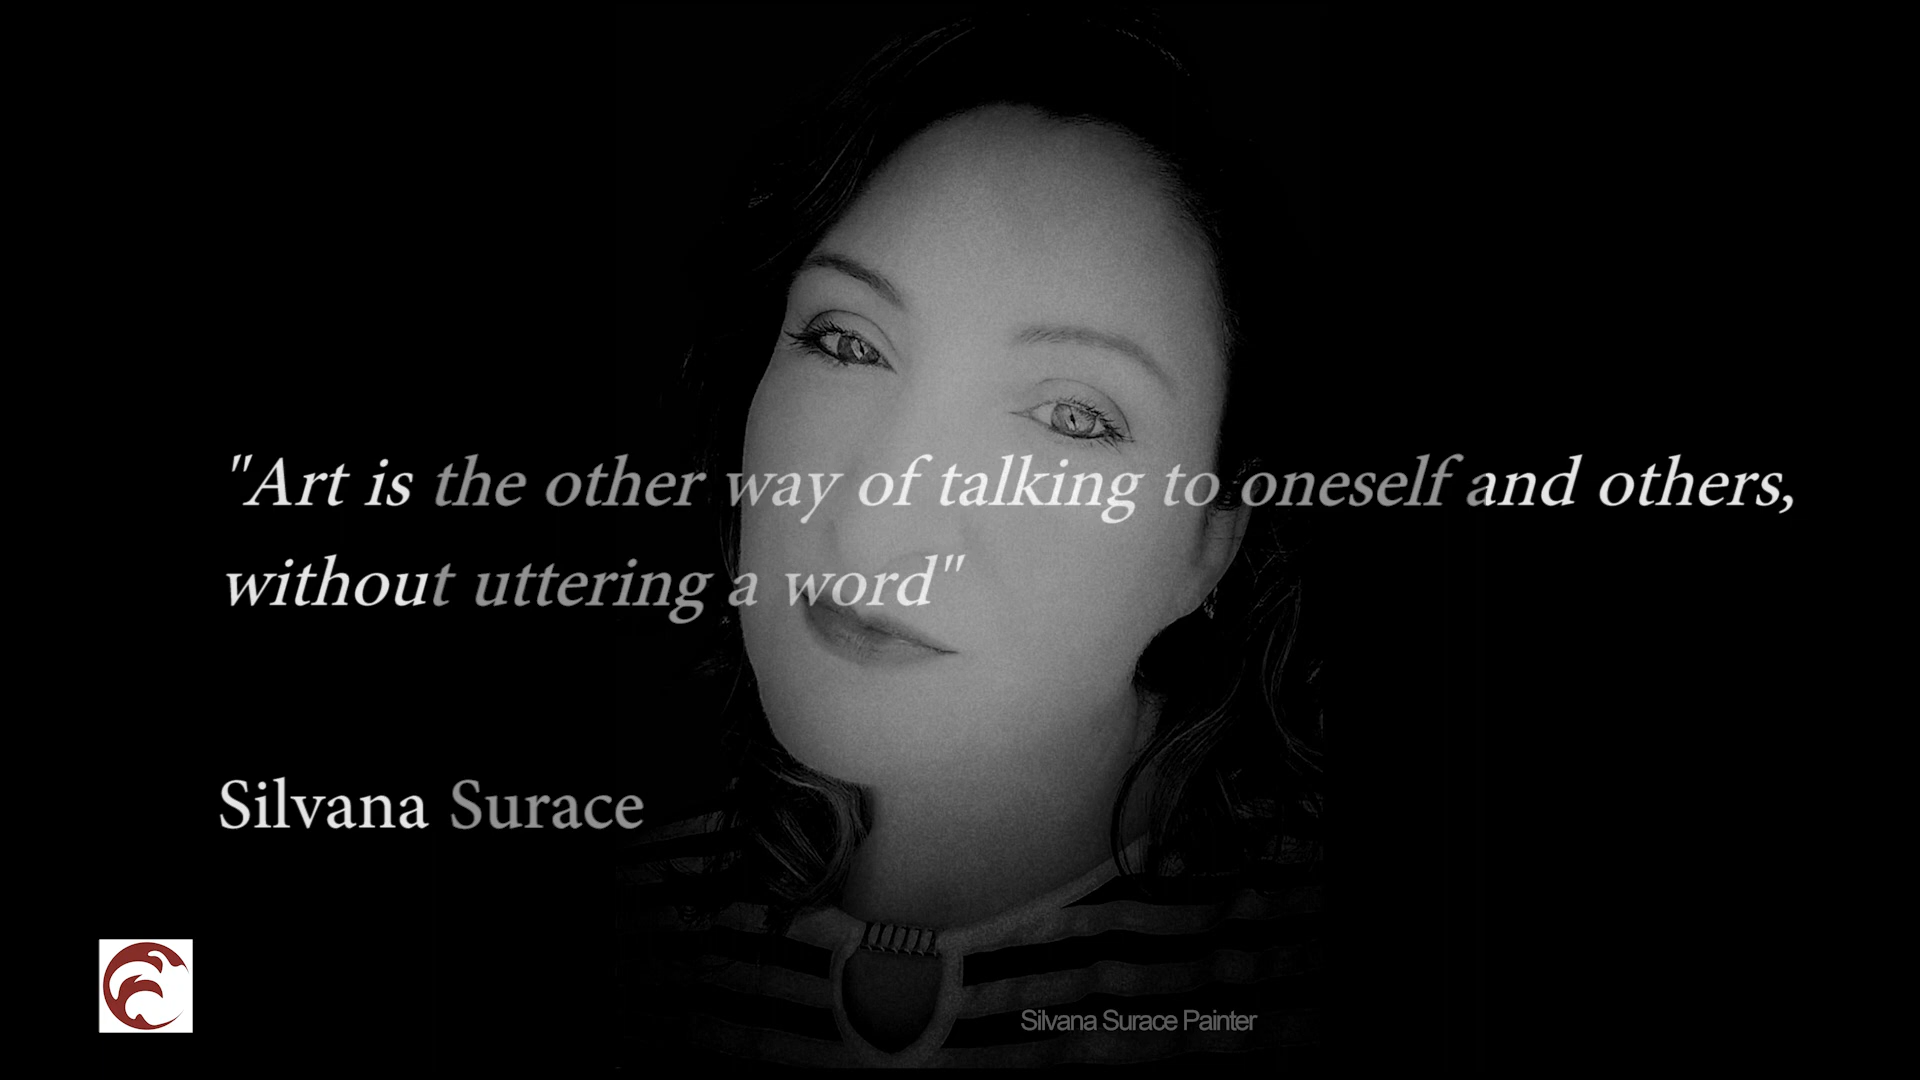 "Art is the other way of talking to oneself and others,
without uttering a word"
Silvana Surace
Silvana Surace Painter